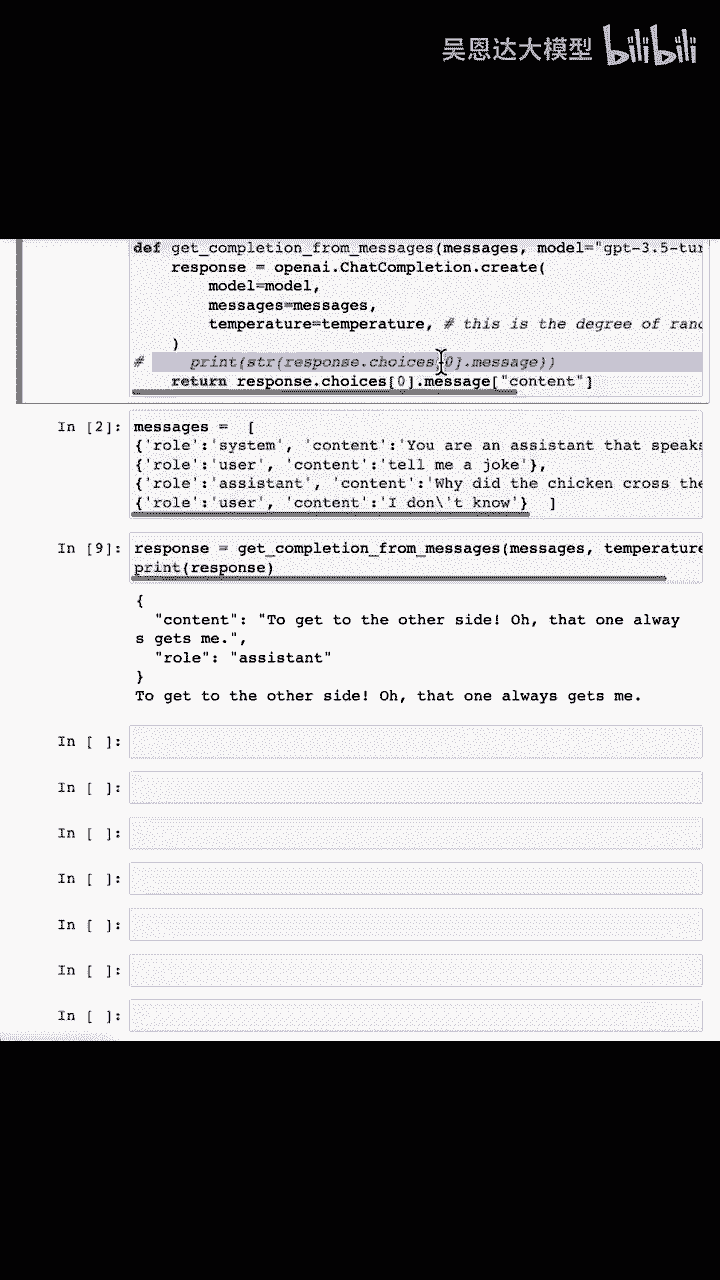 吴恩达大模型 bilibili
def get_completion_from_messages(messages, model="gpt-3.5-tur
response = openai.ChatCompletion.create(
model=model,
messages=messages,
temperature=temperature, # this is the degree of rand
)
# print(str(response.choices[0].message))
return response.choices[0].message["content"]
In [2]: messages = [
{'role':'system', 'content':'You are an assistant that speaks
{'role':'user', 'content':'tell me a joke'},
{'role':'assistant', 'content':'Why did the chicken cross the
{'role':'user', 'content':'I don\'t know'} ]
In [9]: response = get_completion_from_messages(messages, temperature
print(response)
{
"content": "To get to the other side! Oh, that one alway
s gets me.",
"role": "assistant"
}
To get to the other side! Oh, that one always gets me.
In [ ]:
In [ ]:
In [ ]:
In [ ]:
In [ ]:
In [ ]:
In [ ]: